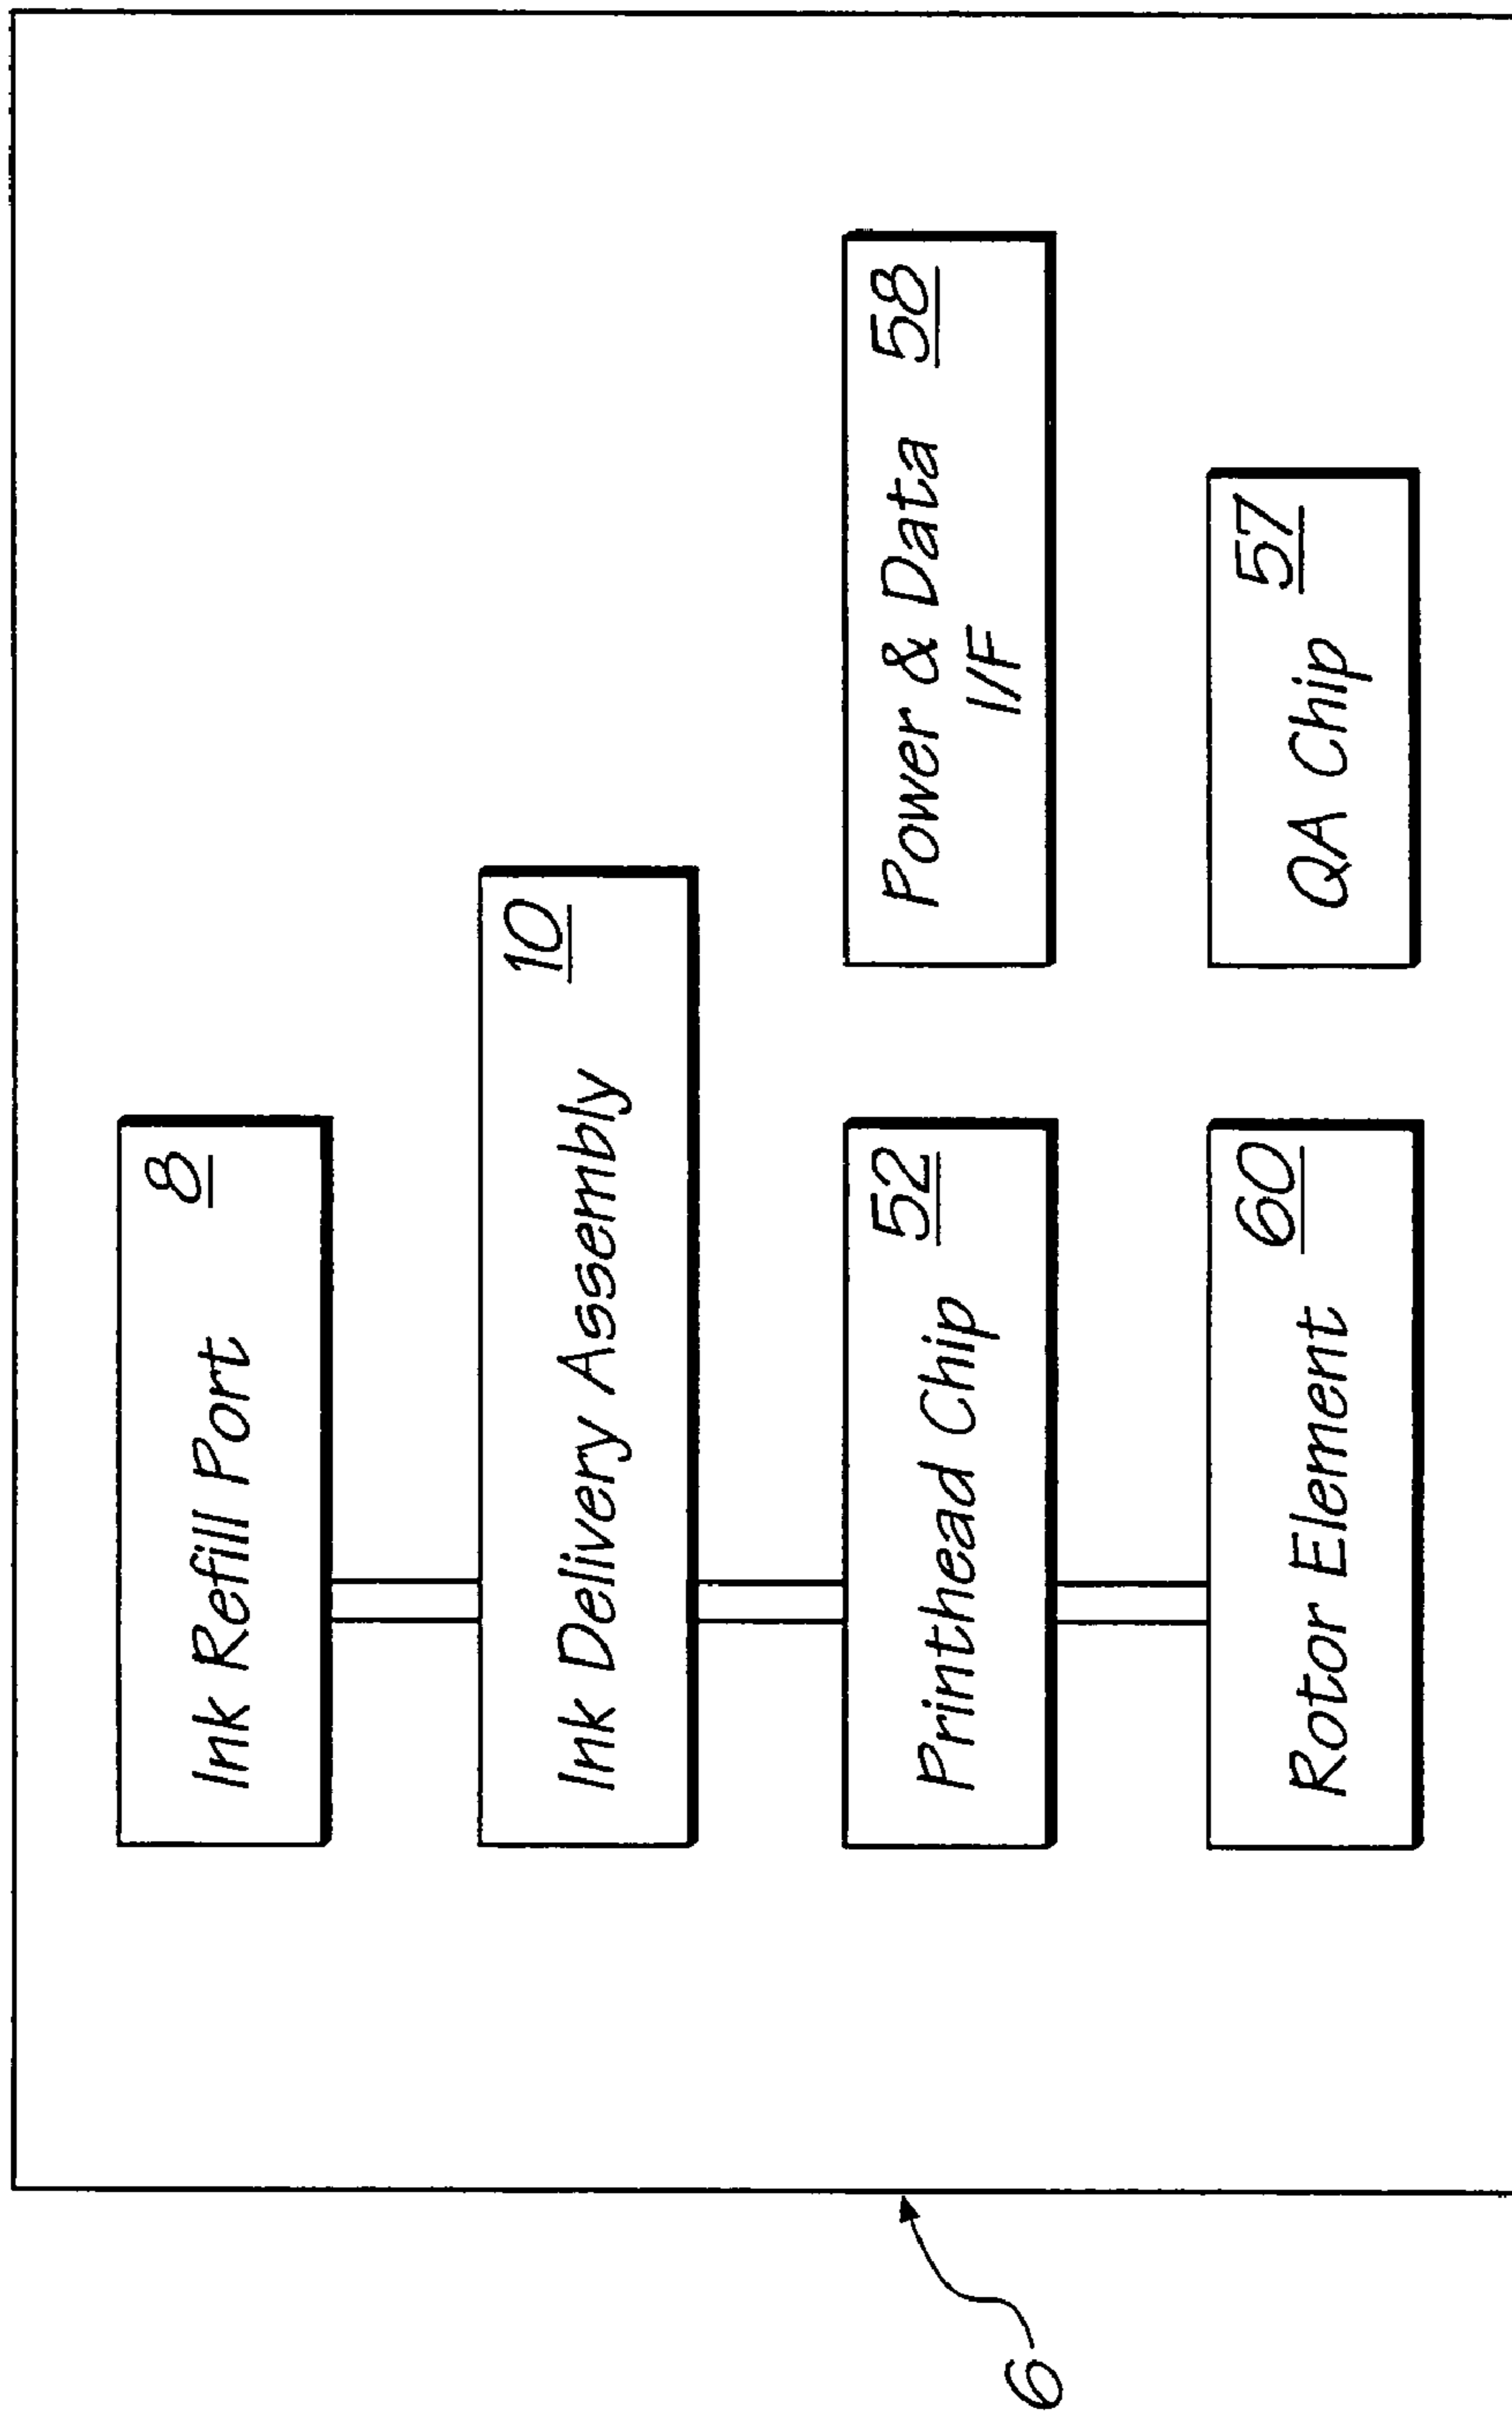 Ink Refill Port 8
Ink Delivery Assembly 10
Printhead Chip 52
Power & Data 58
I/F
Rotor Element 60
QA Chip 57
6